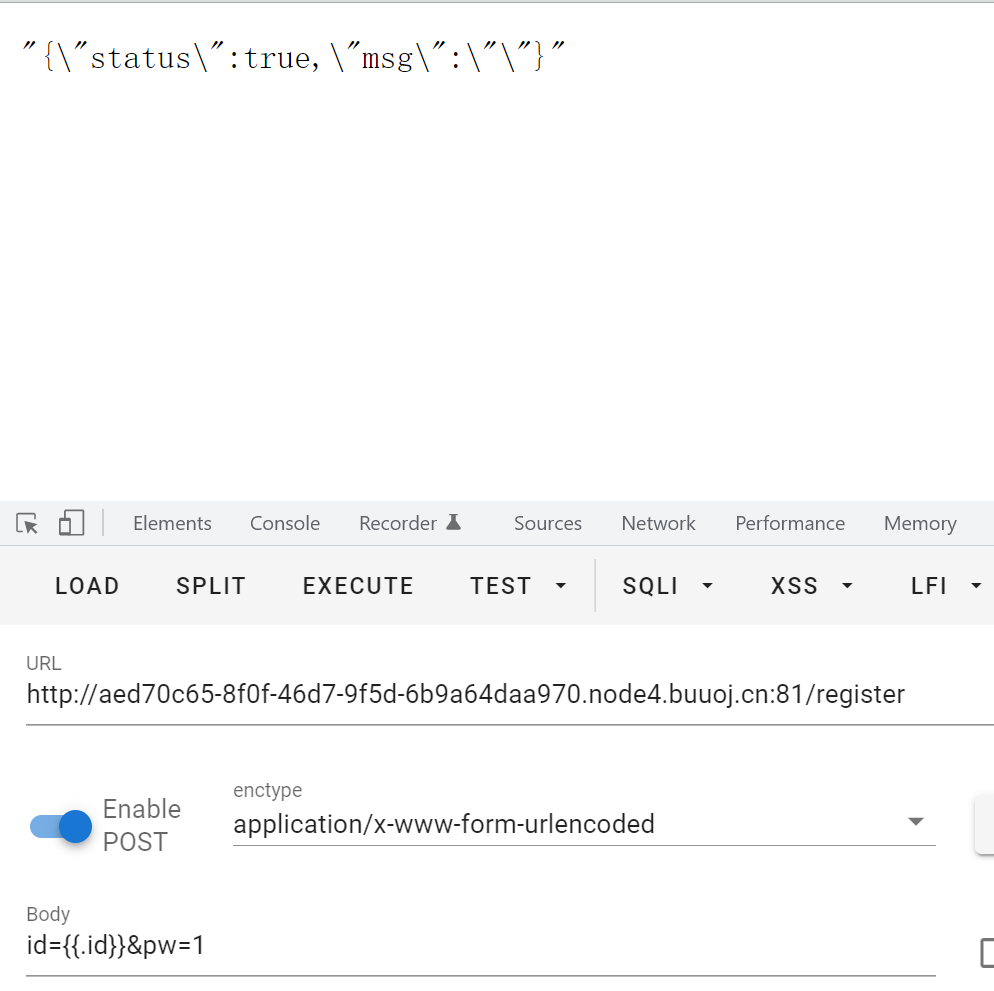 "{\"status\":true,\"msg\":\"\"}"
Elements Console Recorder Sources Network Performance Memory
LOAD SPLIT EXECUTE TEST SQLI XSS LFI
URL
http://aed70c65-8f0f-46d7-9f5d-6b9a64daa970.node4.buuoj.cn:81/register
enctype
Enable
application/x-www-form-urlencoded
POST
Body
id={{.id}}&pw=1